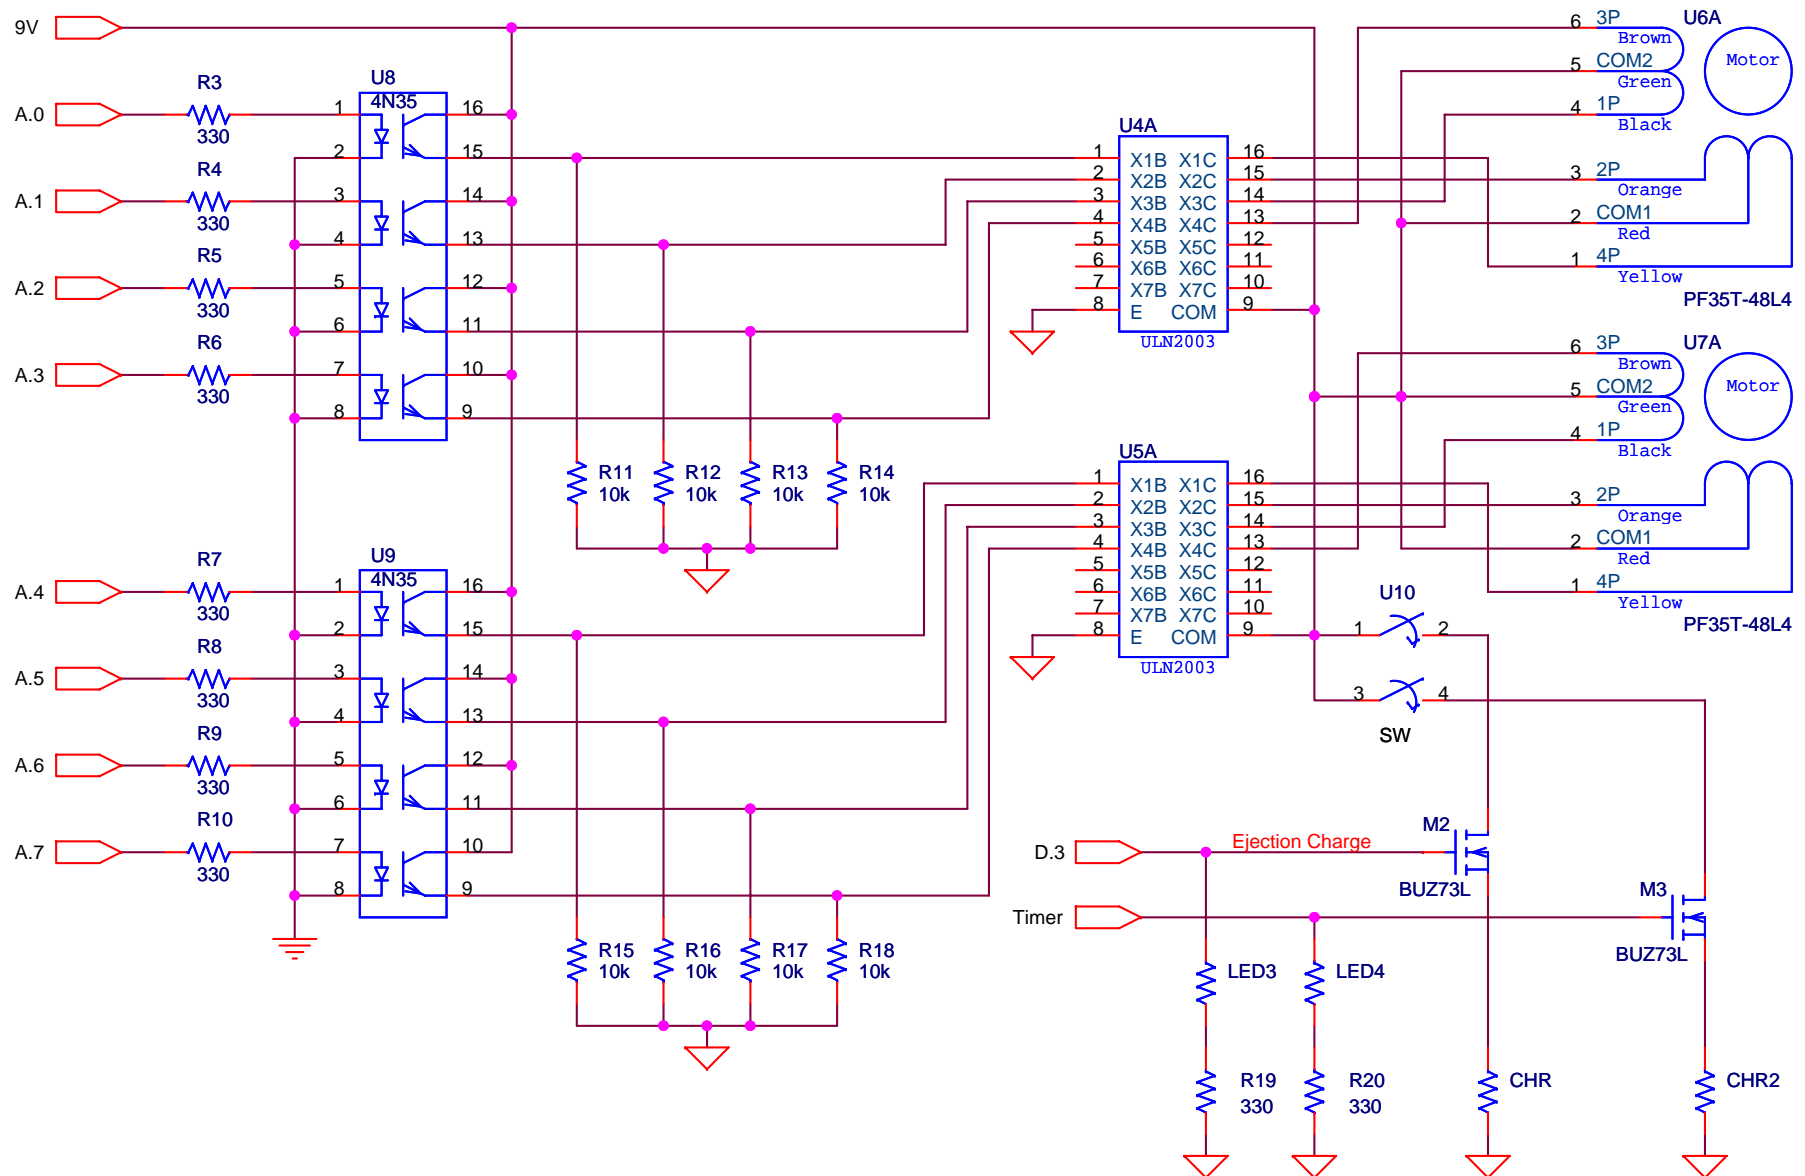 9V
A.0
R3
330
A.1
R4
330
A.2
R5
330
A.3
R6
330
U8
4N35
1 16
2 15
3 14
4 13
5 12
6 11
7 10
8 9
R11
10k
R12
10k
R13
10k
R14
10k
U4A
1 X1B X1C 16
2 X2B X2C 15
3 X3B X3C 14
4 X4B X4C 13
5 X5B X5C 12
6 X6B X6C 11
7 X7B X7C 10
8 E COM 9
ULN2003
U6A
Motor
6 3P
Brown
5 COM2
Green
4 1P
Black
3 2P
Orange
2 COM1
Red
1 4P
Yellow
PF35T-48L4
A.4
R7
330
A.5
R8
330
A.6
R9
330
A.7
R10
330
U9
4N35
1 16
2 15
3 14
4 13
5 12
6 11
7 10
8 9
R15
10k
R16
10k
R17
10k
R18
10k
U5A
1 X1B X1C 16
2 X2B X2C 15
3 X3B X3C 14
4 X4B X4C 13
5 X5B X5C 12
6 X6B X6C 11
7 X7B X7C 10
8 E COM 9
ULN2003
U7A
Motor
6 3P
Brown
5 COM2
Green
4 1P
Black
3 2P
Orange
2 COM1
Red
1 4P
Yellow
PF35T-48L4
U10
1 2
3 4
SW
D.3
Ejection Charge
M2
BUZ73L
Timer
M3
BUZ73L
LED3
LED4
R19
330
R20
330
CHR
CHR2